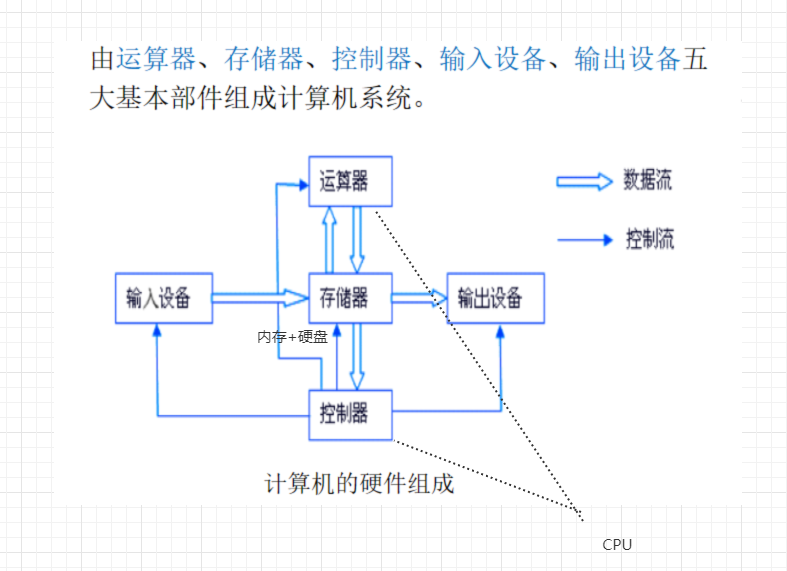 由运算器、存储器、控制器、输入设备、输出设备五
大基本部件组成计算机系统。
运算器
数据流
控制流
输入设备
存储器
输出设备
内存+硬盘
控制器
计算机的硬件组成
CPU